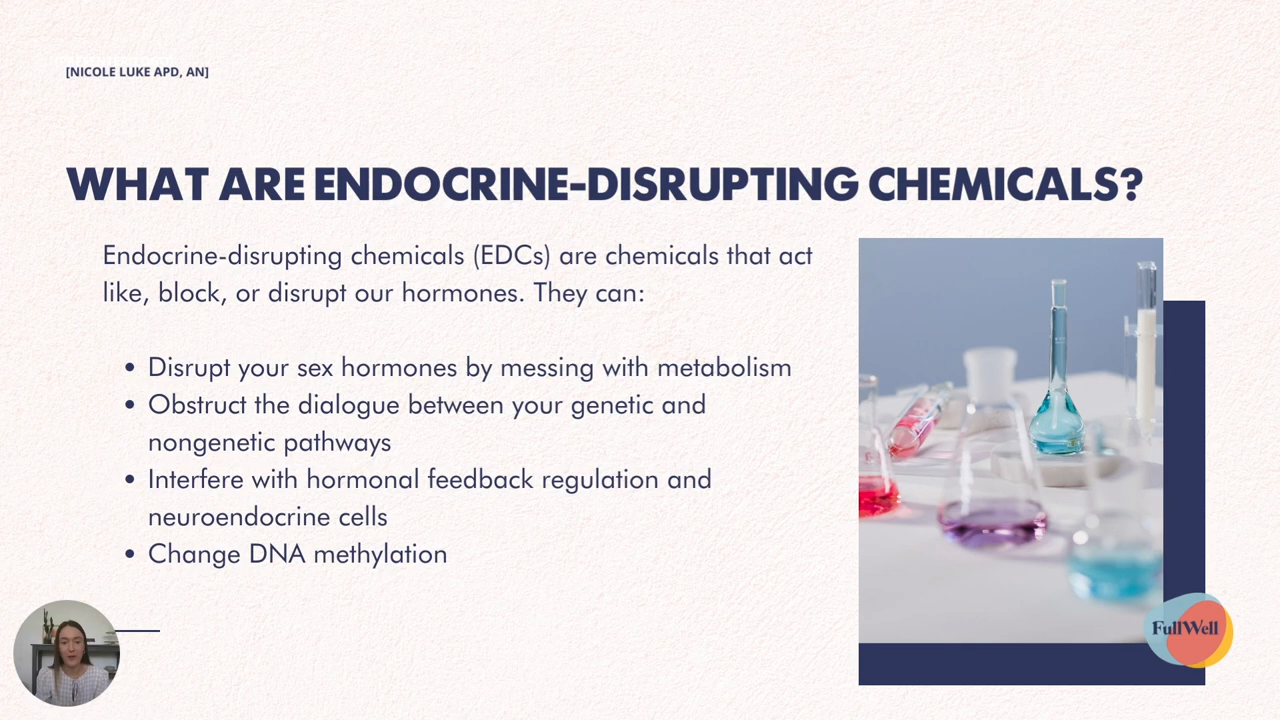 [NICOLE LUKE APD, AN]
WHAT ARE ENDOCRINE-DISRUPTING CHEMICALS?
Endocrine-disrupting chemicals (EDCs) are chemicals that act
like, block, or disrupt our hormones. They can:
• Disrupt your sex hormones by messing with metabolism
• Obstruct the dialogue between your genetic and
nongenetic pathways
• Interfere with hormonal feedback regulation and
neuroendocrine cells
• Change DNA methylation
FullWell